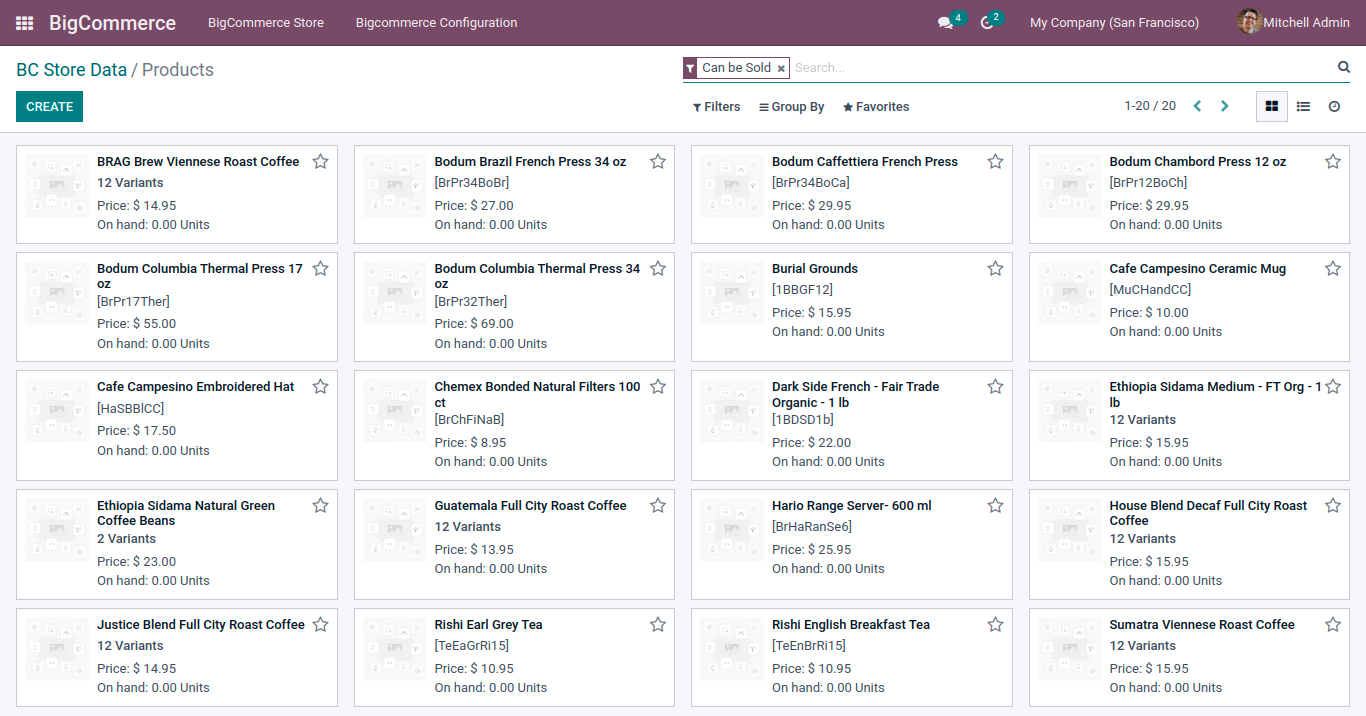 BigCommerce BigCommerce Store Bigcommerce Configuration 4 2 My Company (San Francisco) Mitchell Admin
BC Store Data / Products
Can be Sold × Search...
CREATE
Filters Group By Favorites 1-20 / 20
BRAG Brew Viennese Roast Coffee
12 Variants
Price: $ 14.95
On hand: 0.00 Units
Bodum Brazil French Press 34 oz
[BrPr34BoBr]
Price: $ 27.00
On hand: 0.00 Units
Bodum Caffettiera French Press
[BrPr34BoCa]
Price: $ 29.95
On hand: 0.00 Units
Bodum Chambord Press 12 oz
[BrPr12BoCh]
Price: $ 29.95
On hand: 0.00 Units
Bodum Columbia Thermal Press 17
oz
[BrPr17Ther]
Price: $ 55.00
On hand: 0.00 Units
Bodum Columbia Thermal Press 34
oz
[BrPr32Ther]
Price: $ 69.00
On hand: 0.00 Units
Burial Grounds
[1BBGF12]
Price: $ 15.95
On hand: 0.00 Units
Cafe Campesino Ceramic Mug
[MuCHandCC]
Price: $ 10.00
On hand: 0.00 Units
Cafe Campesino Embroidered Hat
[HaSBBlCC]
Price: $ 17.50
On hand: 0.00 Units
Chemex Bonded Natural Filters 100
ct
[BrChFiNaB]
Price: $ 8.95
On hand: 0.00 Units
Dark Side French - Fair Trade
Organic - 1 lb
[1BDSD1b]
Price: $ 22.00
On hand: 0.00 Units
Ethiopia Sidama Medium - FT Org - 1
lb
12 Variants
Price: $ 15.95
On hand: 0.00 Units
Ethiopia Sidama Natural Green
Coffee Beans
2 Variants
Price: $ 23.00
On hand: 0.00 Units
Guatemala Full City Roast Coffee
12 Variants
Price: $ 13.95
On hand: 0.00 Units
Hario Range Server- 600 ml
[BrHaRanSe6]
Price: $ 25.95
On hand: 0.00 Units
House Blend Decaf Full City Roast
Coffee
12 Variants
Price: $ 15.95
On hand: 0.00 Units
Justice Blend Full City Roast Coffee
12 Variants
Price: $ 14.95
On hand: 0.00 Units
Rishi Earl Grey Tea
[TeEaGrRi15]
Price: $ 10.95
On hand: 0.00 Units
Rishi English Breakfast Tea
[TeEnBrRi15]
Price: $ 10.95
On hand: 0.00 Units
Sumatra Viennese Roast Coffee
12 Variants
Price: $ 15.95
On hand: 0.00 Units